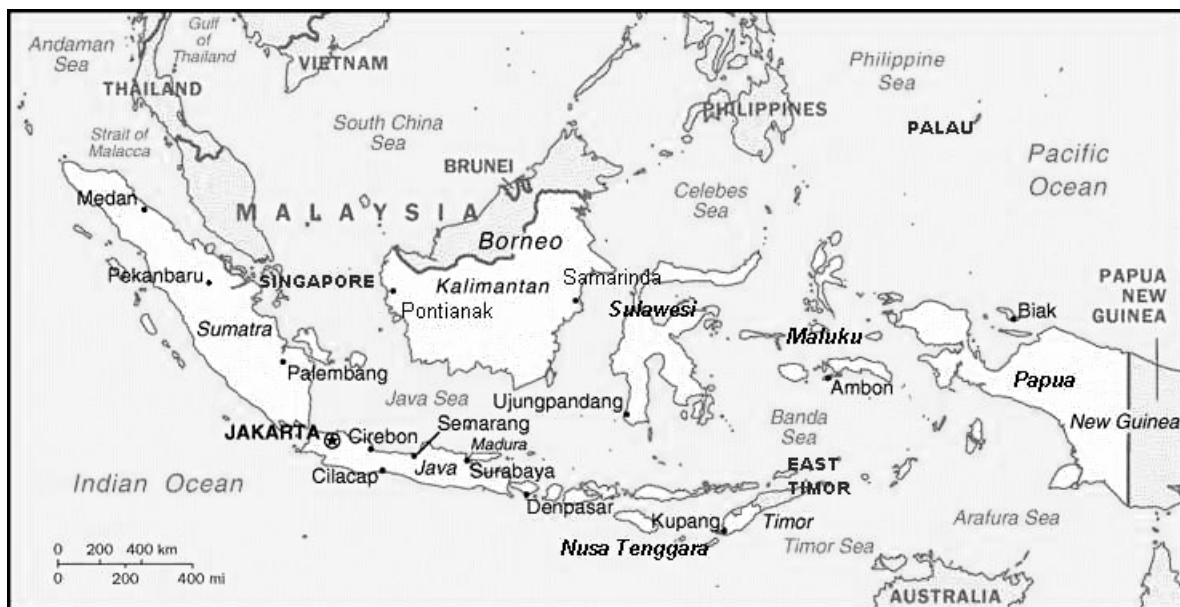 Andaman
Sea
Gulf
of
Thailand
VIETNAM
THAILAND
Strait of
Malacca
South China
Sea
PHILIPPINES
Philippine
Sea
PALAU
Pacific
Ocean
BRUNEI
Celebes
Sea
Medan
MALAYSIA
Borneo
Pekanbaru
SINGAPORE
Kalimantan
Samarinda
Pontianak
Sulawesi
Sumatra
Maluku
Biak
PAPUA
NEW
GUINEA
Palembang
Ambon
Papua
New Guinea
Java Sea
Ujungpandang
Banda
Sea
JAKARTA
Cirebon
Semarang
Madura
Java
Surabaya
Cilacap
Denpasar
EAST
TIMOR
Indian Ocean
Kupang
Timor
Nusa Tenggara
Timor Sea
Arafura Sea
AUSTRALIA
0 200 400 km
0 200 400 mi